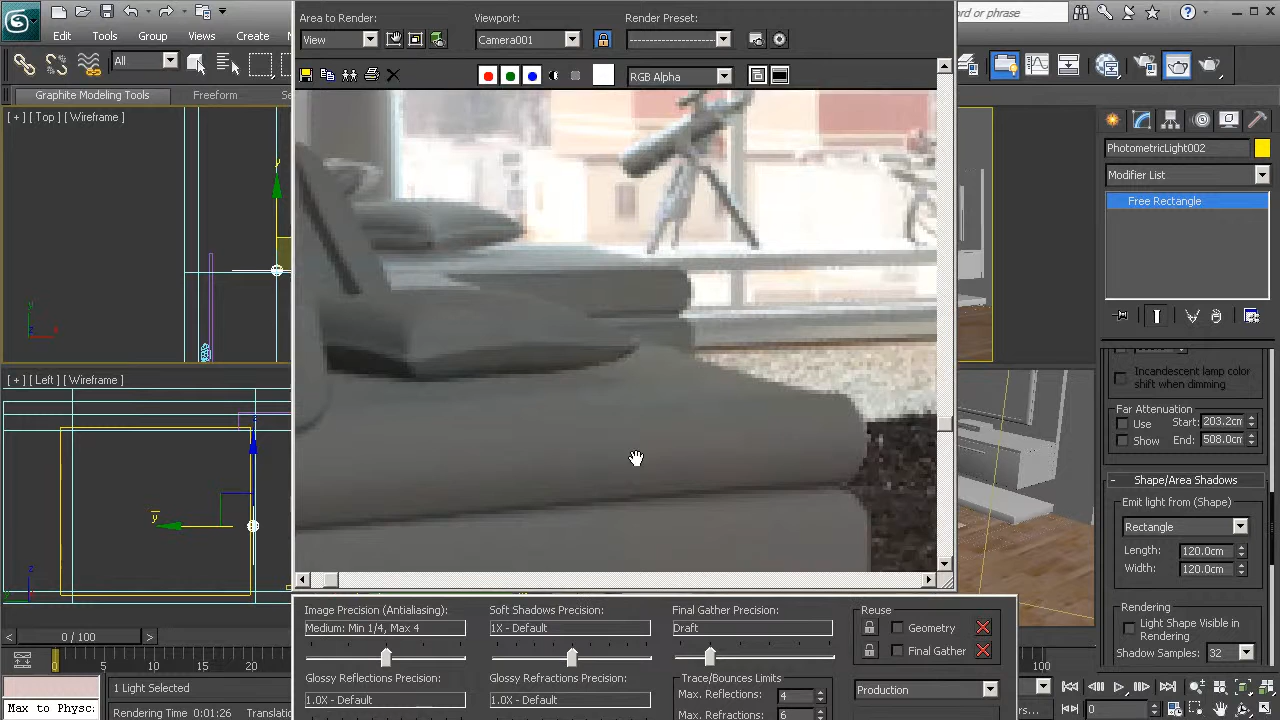 Area to Render:
Viewport:
Render Preset:
ord or phrase
Edit
Tools
Group
Views
Create
View
Camera001
--------------------
All
RGB Alpha
Graphite Modeling Tools
Freeform
[ + ] [ Top ] [ Wireframe ]
PhotometricLight002
Modifier List
Free Rectangle
[ + ] [ Left ] [ Wireframe ]
Incandescent lamp color
shift when dimming
Far Attenuation
Use
Start:
203.2cm
Show
End:
508.0cm
- Shape/Area Shadows
Emit light from (Shape)
Rectangle
Length:
120.0cm
Width:
120.0cm
Rendering
Light Shape Visible in
Rendering
Shadow Samples:
32
Image Precision (Antialiasing):
Soft Shadows Precision:
Final Gather Precision:
Reuse
Medium: Min 1/4, Max 4
1X - Default
Draft
Geometry
Final Gather
Glossy Reflections Precision:
Glossy Refractions Precision:
Trace/Bounces Limits
1.0X - Default
1.0X - Default
Max. Reflections:
4
Max. Refractions:
6
Production
0 / 100
0
5
10
15
20
100
1 Light Selected
Max to Physc:
Rendering Time 0:01:26
0